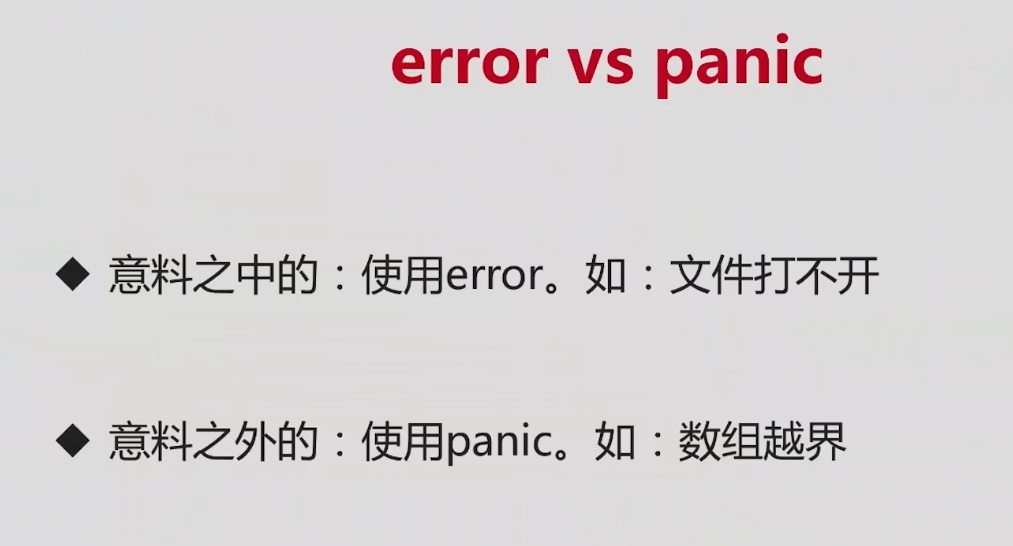 error vs panic
◆ 意料之中的：使用error。如：文件打不开
◆ 意料之外的：使用panic。如：数组越界